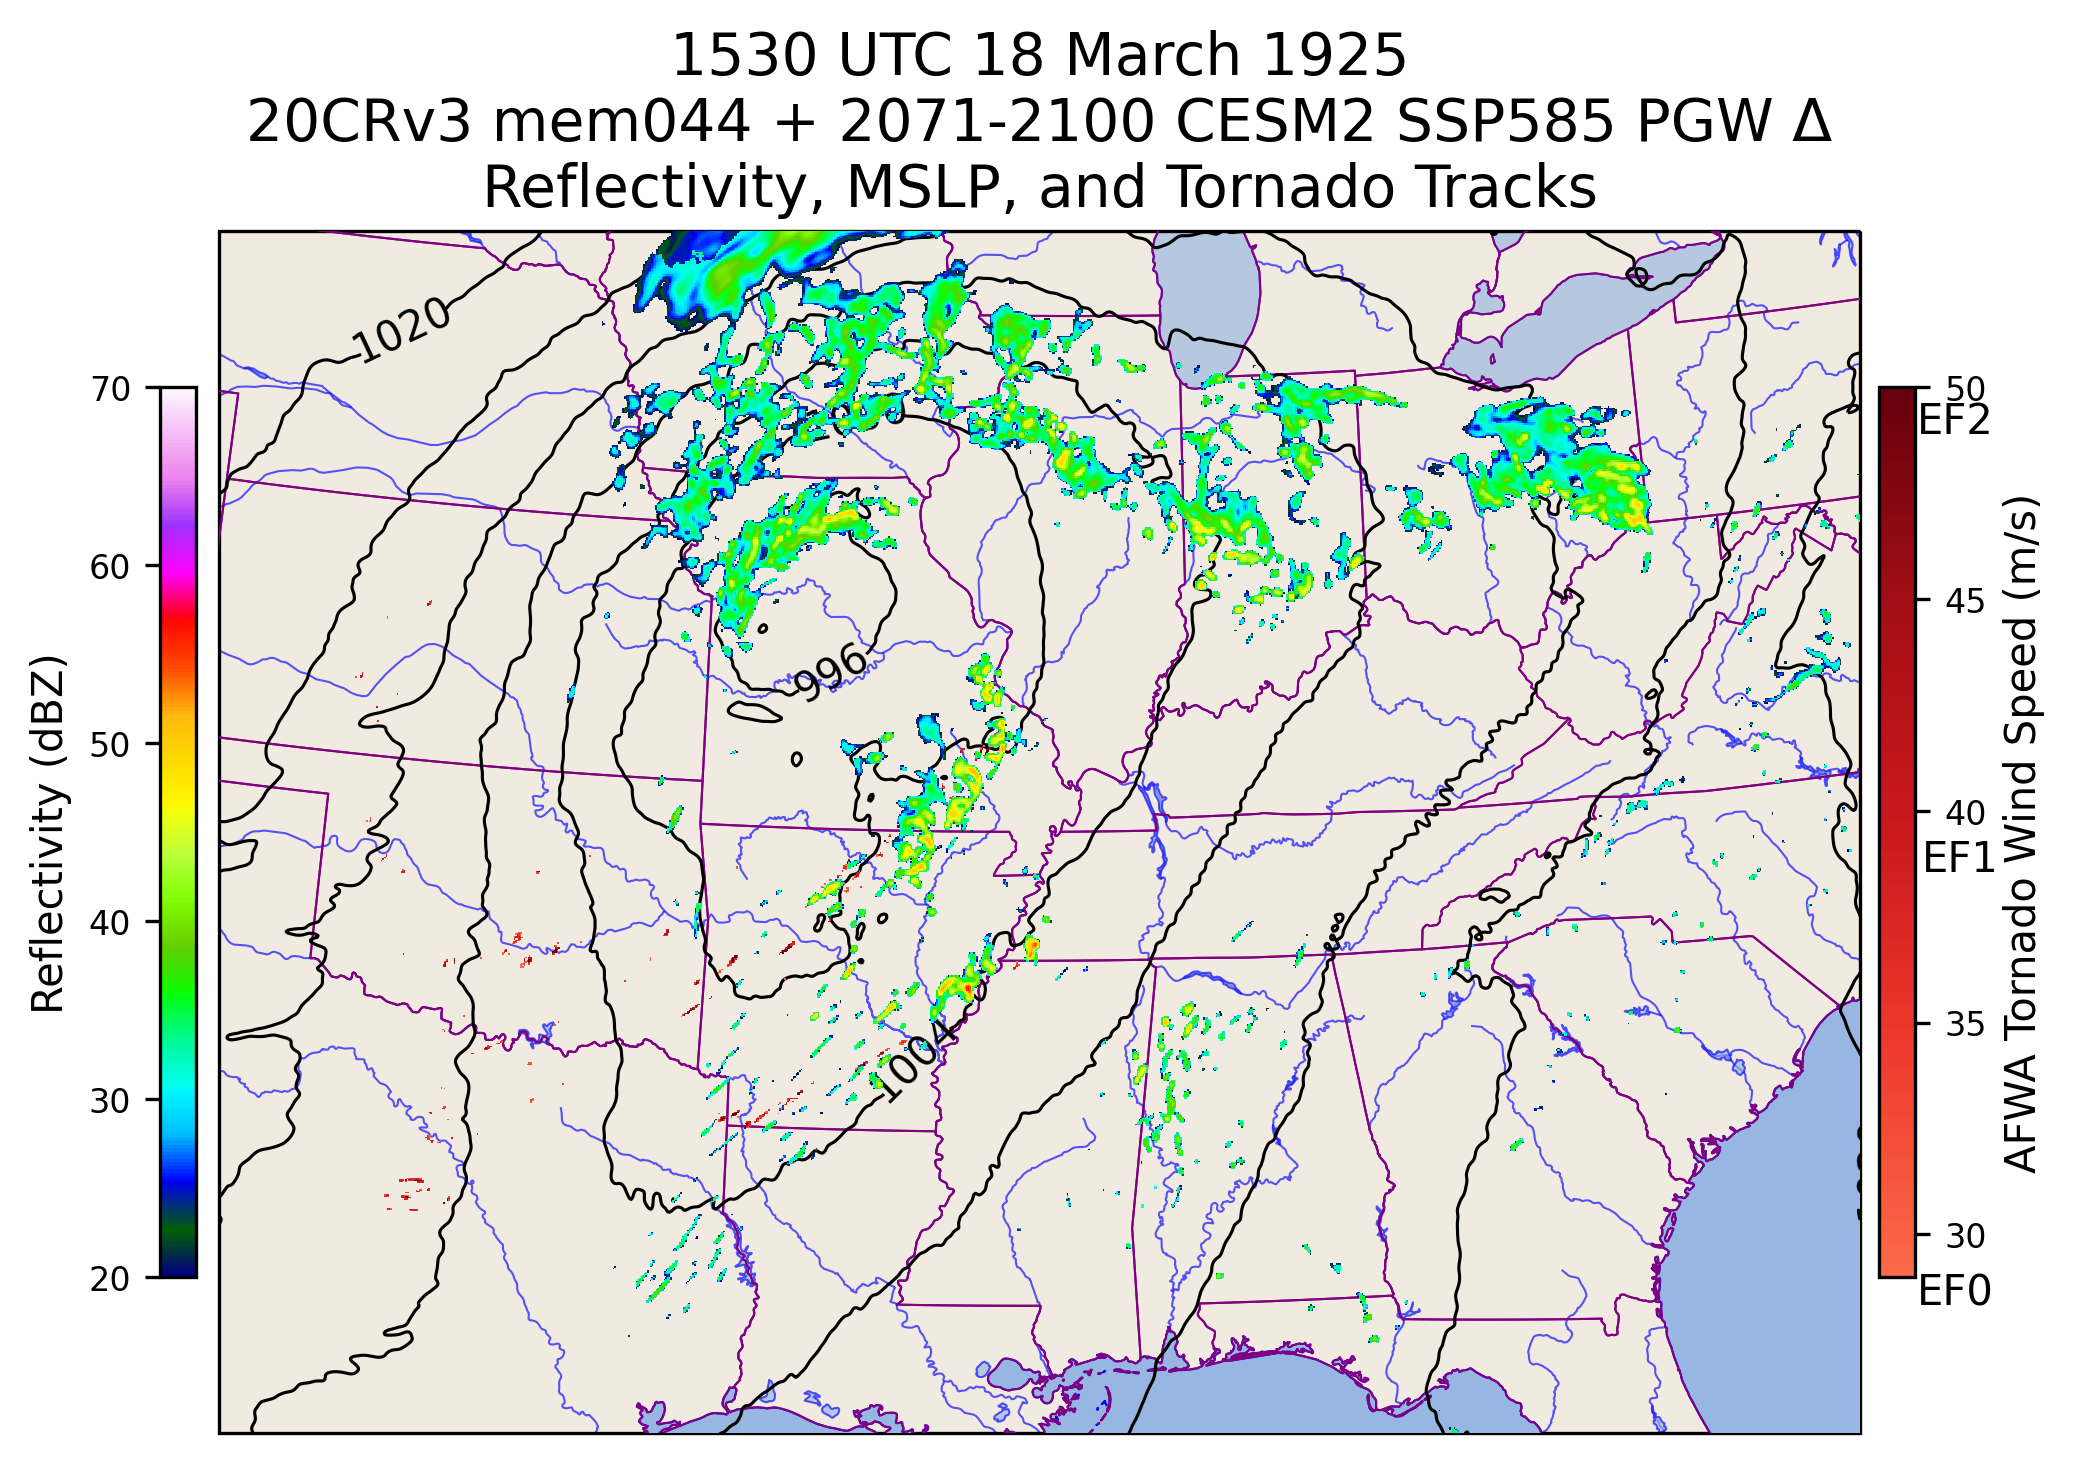 1530 UTC 18 March 1925
20CRv3 mem044 + 2071-2100 CESM2 SSP585 PGW Δ
Reflectivity, MSLP, and Tornado Tracks
1020
996
1004
Reflectivity (dBZ)
70
60
50
40
30
20
50
EF2
45
40
EF1
35
30
EF0
AFWA Tornado Wind Speed (m/s)